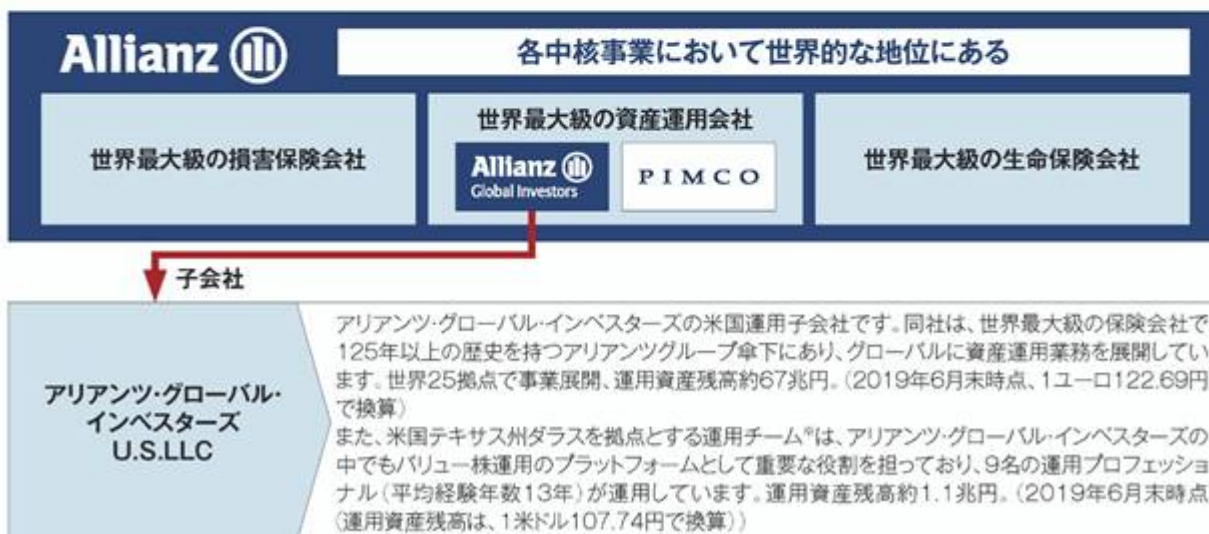 Allianz
各中核事業において世界的な地位にある
世界最大級の損害保険会社
世界最大級の資産運用会社
Allianz
Global Investors
PIMCO
世界最大級の生命保険会社
子会社
アリアンツ・グローバル・
インベスターズ
U.S.LLC
アリアンツ・グローバル・インベスターズの米国運用子会社です。同社は、世界最大級の保険会社で
125年以上の歴史を持つアリアンツグループ傘下にあり、グローバルに資産運用業務を展開してい
ます。世界25拠点で事業展開、運用資産残高約67兆円。(2019年6月末時点、1ユーロ122.69円
で換算)
また、米国テキサス州ダラスを拠点とする運用チーム※は、アリアンツ・グローバル・インベスターズの
中でもバリュー株運用のプラットフォームとして重要な役割を担っており、9名の運用プロフェッショ
ナル(平均経験年数13年)が運用しています。運用資産残高約1.1兆円。(2019年6月末時点
(運用資産残高は、1米ドル107.74円で換算))